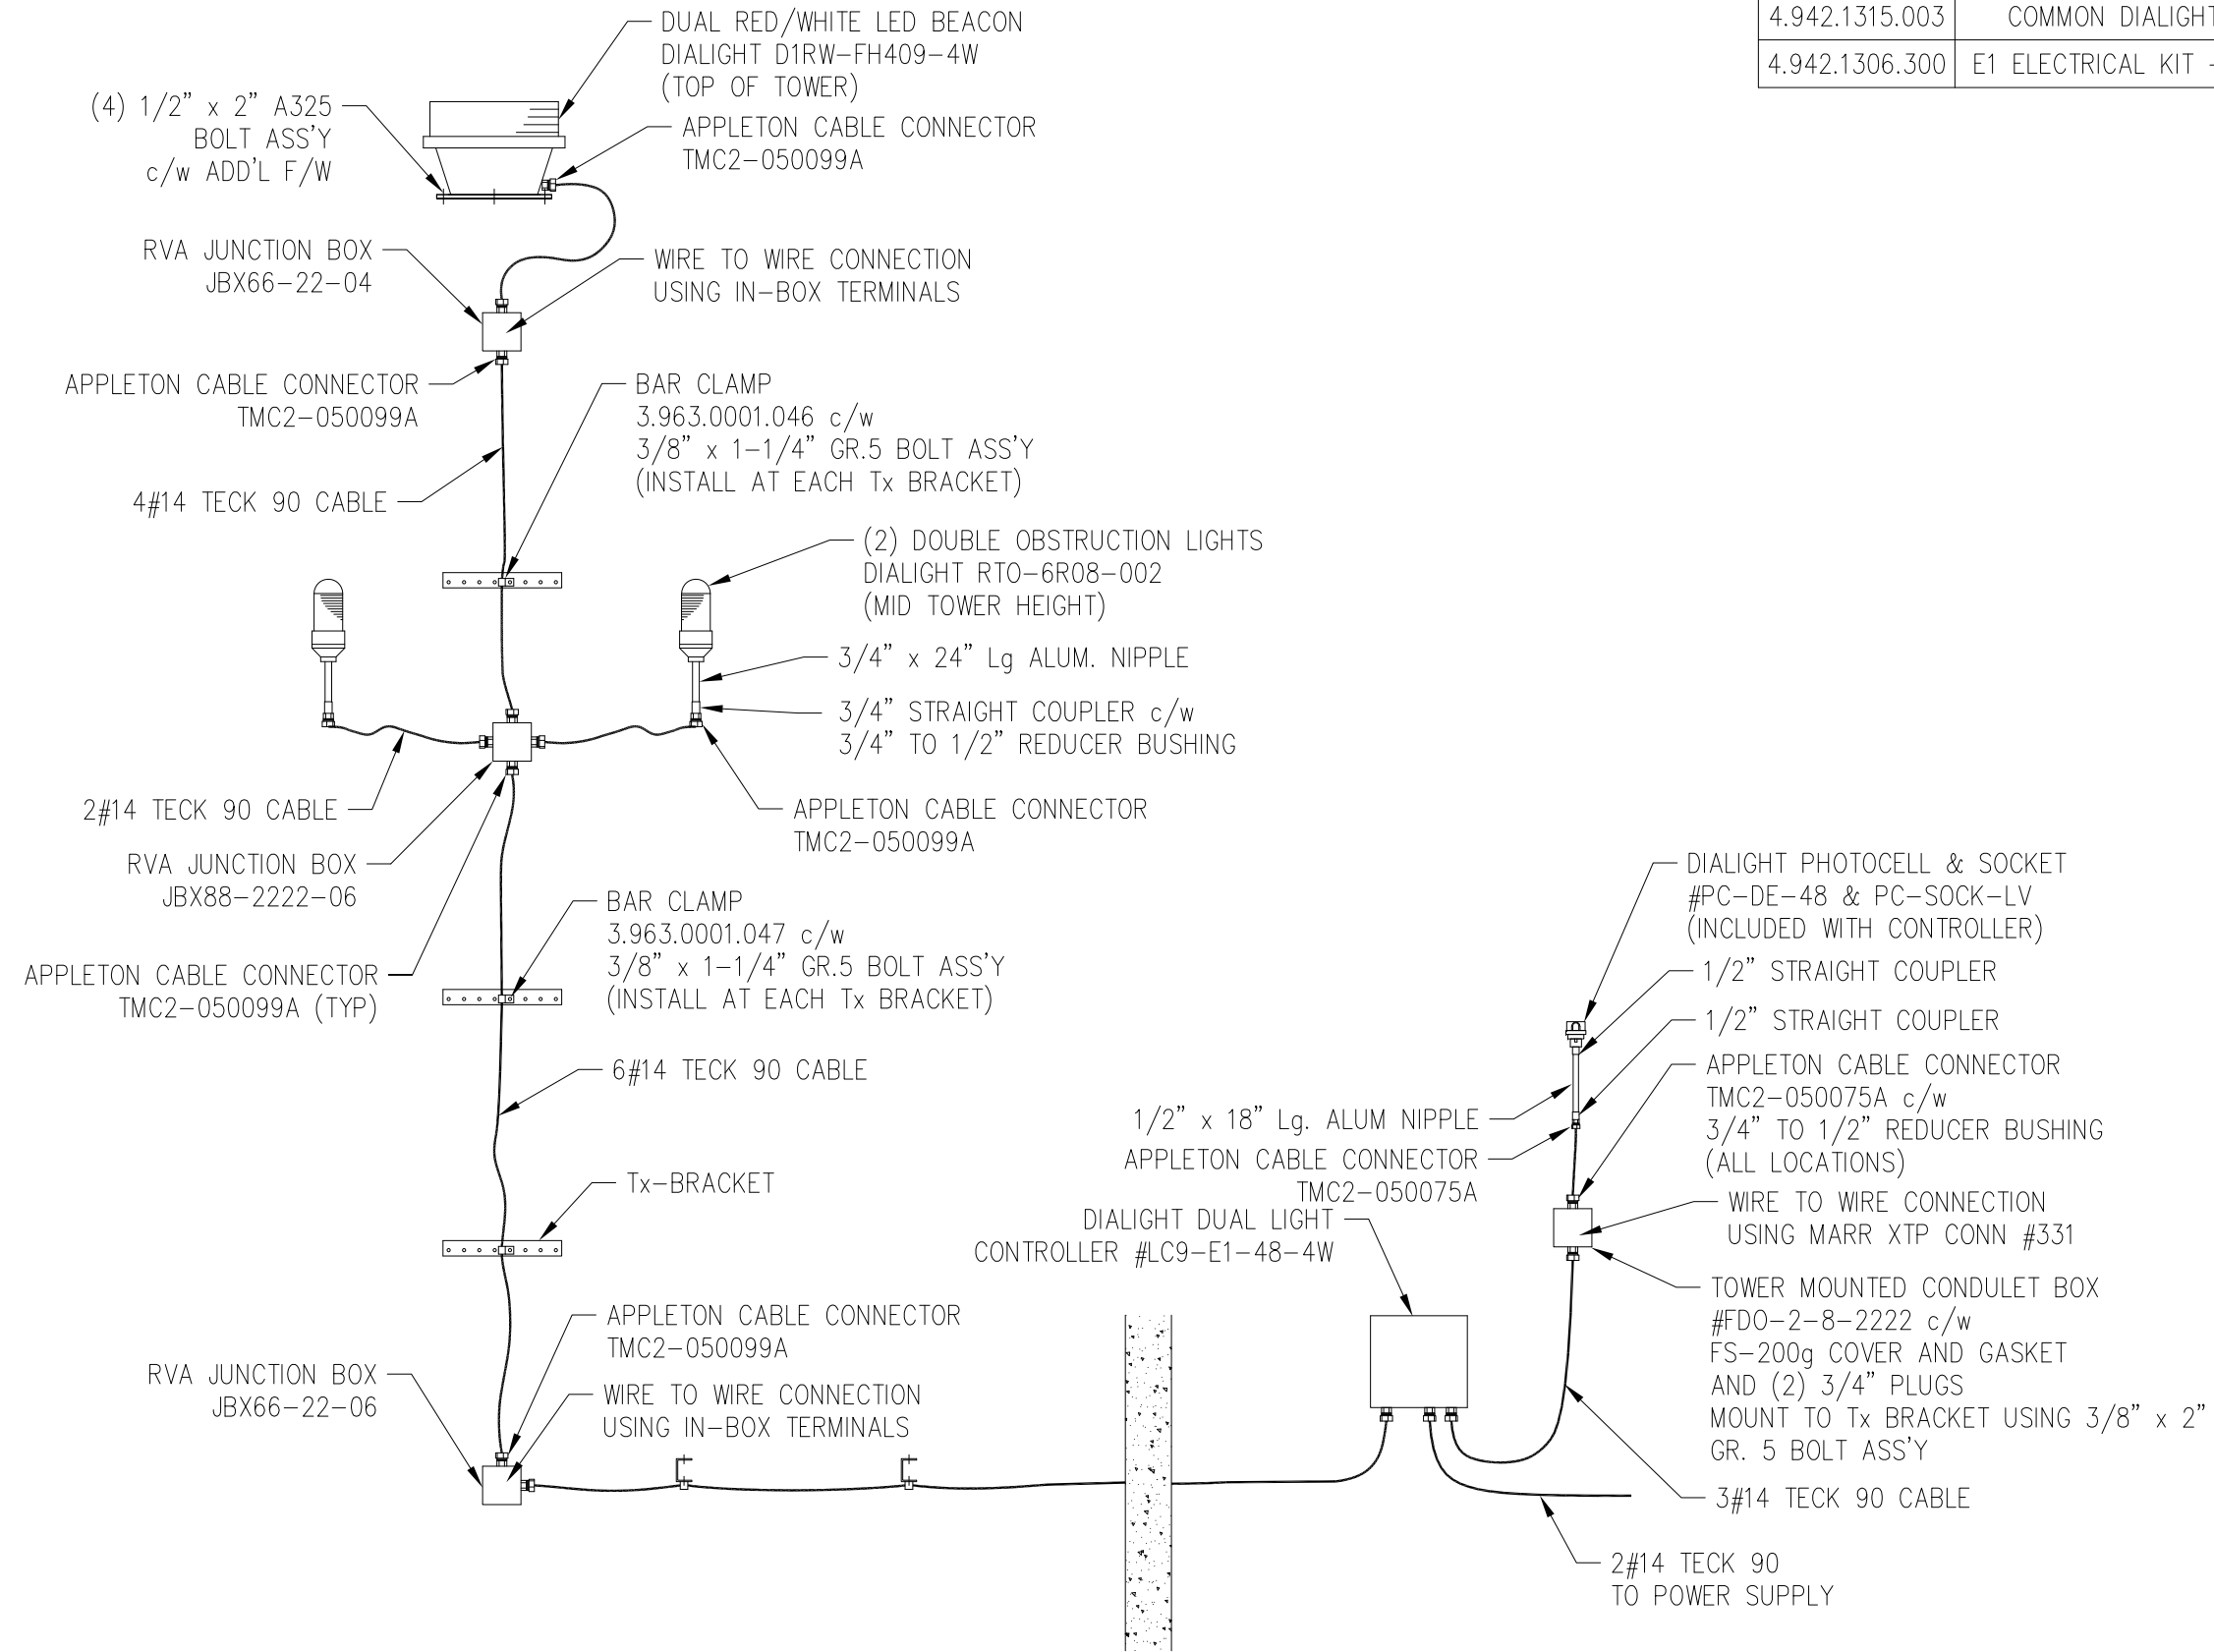 4.942.1315.003 COMMON DIALIGHT
4.942.1306.300 E1 ELECTRICAL KIT -
DUAL RED/WHITE LED BEACON
DIALIGHT D1RW-FH409-4W
(TOP OF TOWER)
(4) 1/2" x 2" A325
BOLT ASS'Y
c/w ADD'L F/W
APPLETON CABLE CONNECTOR
TMC2-050099A
RVA JUNCTION BOX
JBX66-22-04
WIRE TO WIRE CONNECTION
USING IN-BOX TERMINALS
APPLETON CABLE CONNECTOR
TMC2-050099A
BAR CLAMP
3.963.0001.046 c/w
3/8" x 1-1/4" GR.5 BOLT ASS'Y
(INSTALL AT EACH Tx BRACKET)
4#14 TECK 90 CABLE
(2) DOUBLE OBSTRUCTION LIGHTS
DIALIGHT RTO-6R08-002
(MID TOWER HEIGHT)
3/4" x 24" Lg ALUM. NIPPLE
3/4" STRAIGHT COUPLER c/w
3/4" TO 1/2" REDUCER BUSHING
2#14 TECK 90 CABLE
APPLETON CABLE CONNECTOR
TMC2-050099A
RVA JUNCTION BOX
JBX88-2222-06
BAR CLAMP
3.963.0001.047 c/w
3/8" x 1-1/4" GR.5 BOLT ASS'Y
(INSTALL AT EACH Tx BRACKET)
APPLETON CABLE CONNECTOR
TMC2-050099A (TYP)
6#14 TECK 90 CABLE
Tx-BRACKET
APPLETON CABLE CONNECTOR
TMC2-050099A
RVA JUNCTION BOX
JBX66-22-06
WIRE TO WIRE CONNECTION
USING IN-BOX TERMINALS
DIALIGHT PHOTOCELL & SOCKET
#PC-DE-48 & PC-SOCK-LV
(INCLUDED WITH CONTROLLER)
1/2" STRAIGHT COUPLER
1/2" STRAIGHT COUPLER
APPLETON CABLE CONNECTOR
TMC2-050075A c/w
3/4" TO 1/2" REDUCER BUSHING
(ALL LOCATIONS)
1/2" x 18" Lg. ALUM NIPPLE
APPLETON CABLE CONNECTOR
TMC2-050075A
DIALIGHT DUAL LIGHT
CONTROLLER #LC9-E1-48-4W
WIRE TO WIRE CONNECTION
USING MARR XTP CONN #331
TOWER MOUNTED CONDULET BOX
#FDO-2-8-2222 c/w
FS-200g COVER AND GASKET
AND (2) 3/4" PLUGS
MOUNT TO Tx BRACKET USING 3/8" x 2"
GR. 5 BOLT ASS'Y
3#14 TECK 90 CABLE
2#14 TECK 90
TO POWER SUPPLY